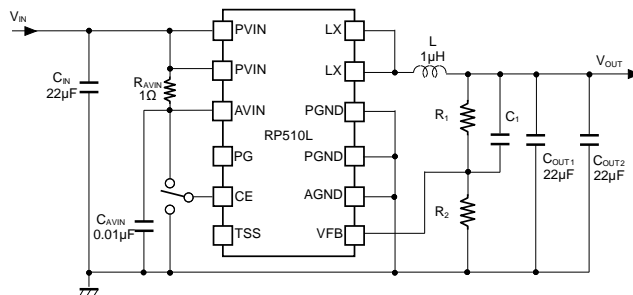 VIN
PVIN
LX
L
1μH
VOUT
CIN
22μF
RAVIN
1Ω
PVIN
LX
AVIN
PGND
RP510L
PG
PGND
CE
AGND
CAVIN
0.01μF
TSS
VFB
R1
C1
COUT1
22μF
COUT2
22μF
R2